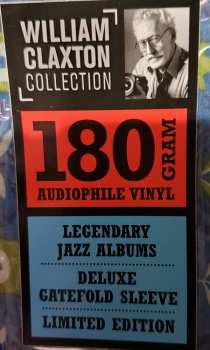 WILLIAM
CLAXTON
COLLECTION
180 GRAM
AUDIOPHILE VINYL
LEGENDARY
JAZZ ALBUMS
DELUXE
GATEFOLD SLEEVE
LIMITED EDITION